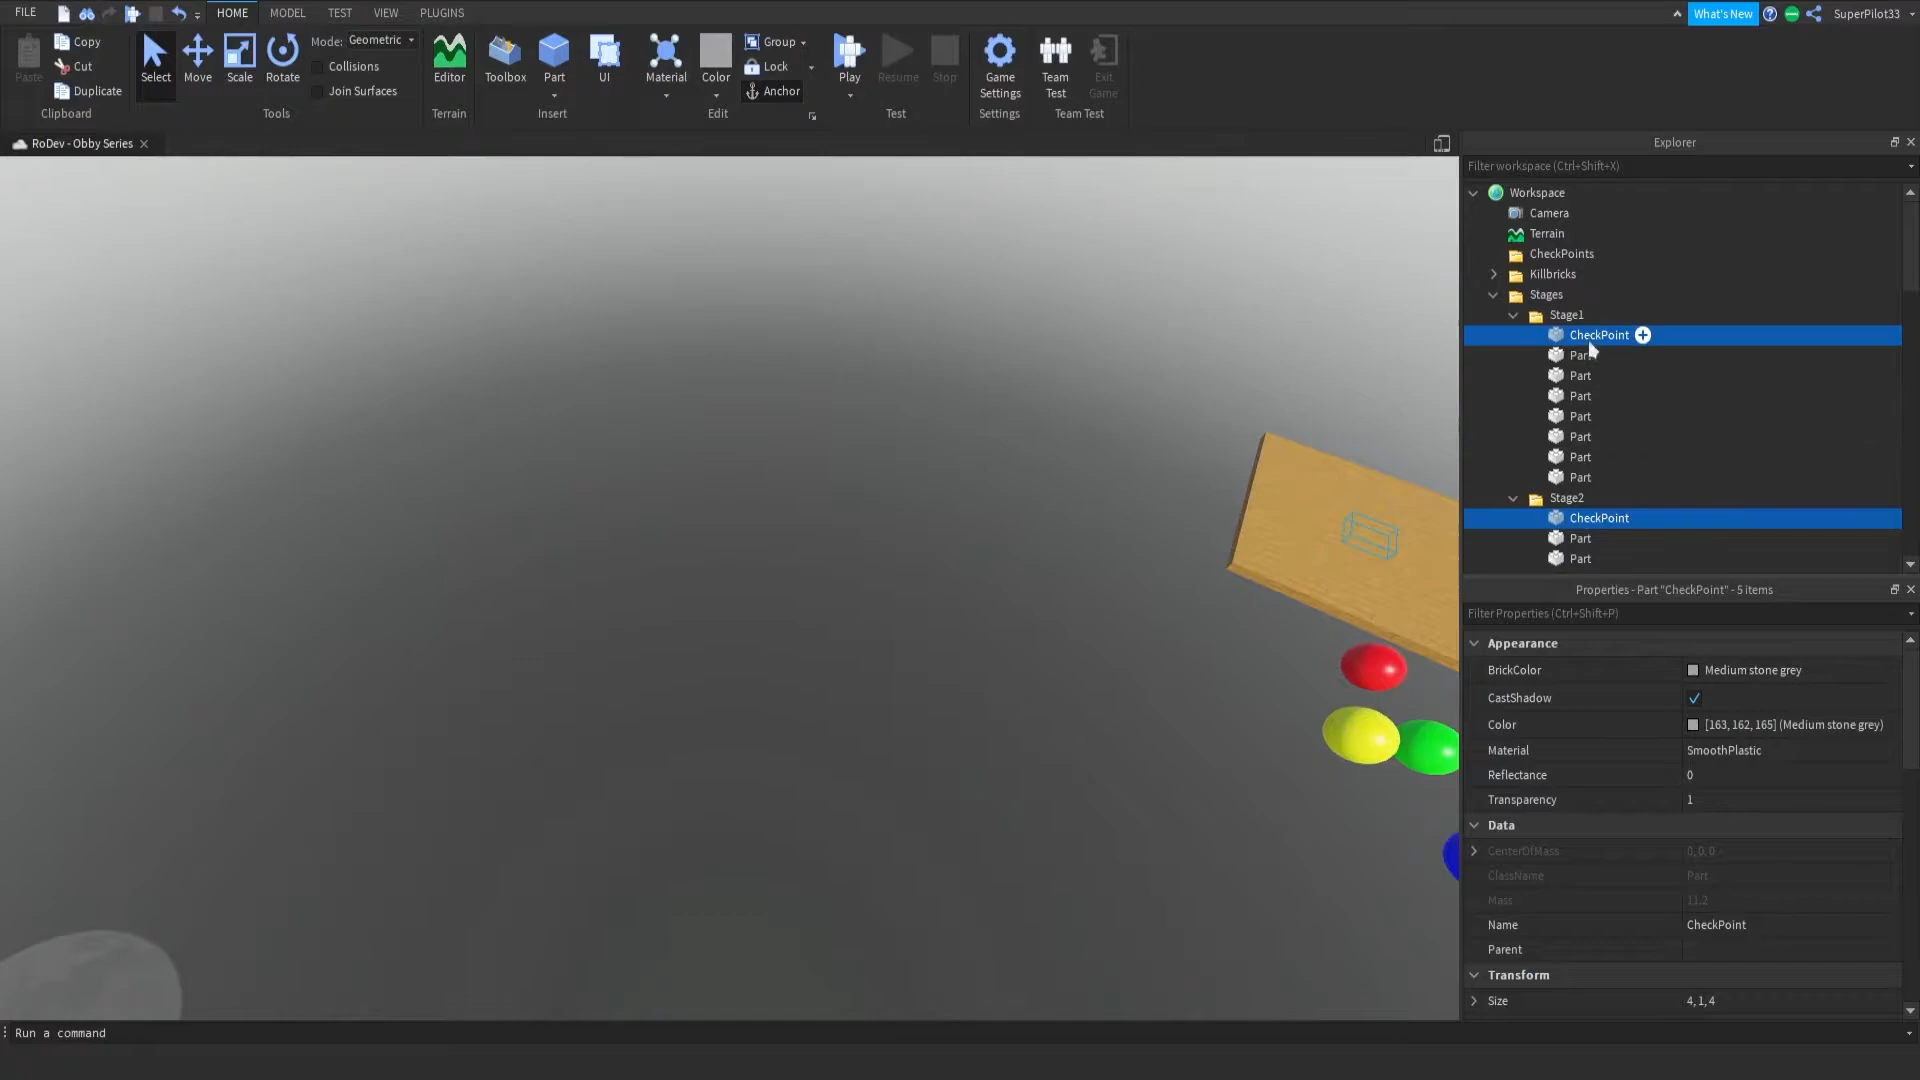 FILE HOME MODEL TEST VIEW PLUGINS What's New SuperPilot33
Paste Copy Cut Duplicate Clipboard
Select Move Scale Rotate Mode: Geometric Collisions Join Surfaces Tools
Editor Terrain
Toolbox Part UI Insert
Material Color Group Lock Anchor Edit
Play Resume Stop Test
Game Settings Settings
Team Test Exit Game Team Test
RoDev - Obby Series
Explorer
Filter workspace (Ctrl+Shift+X)
Workspace
Camera
Terrain
CheckPoints
Killbricks
Stages
Stage1
CheckPoint
Part
Part
Part
Part
Part
Part
Part
Stage2
CheckPoint
Part
Part
Properties - Part "CheckPoint" - 5 items
Filter Properties (Ctrl+Shift+P)
Appearance
BrickColor Medium stone grey
CastShadow
Color [163, 162, 165] (Medium stone grey)
Material SmoothPlastic
Reflectance 0
Transparency 1
Data
CenterOfMass 0, 0, 0
ClassName Part
Mass 11.2
Name CheckPoint
Parent
Transform
Size 4, 1, 4
Run a command